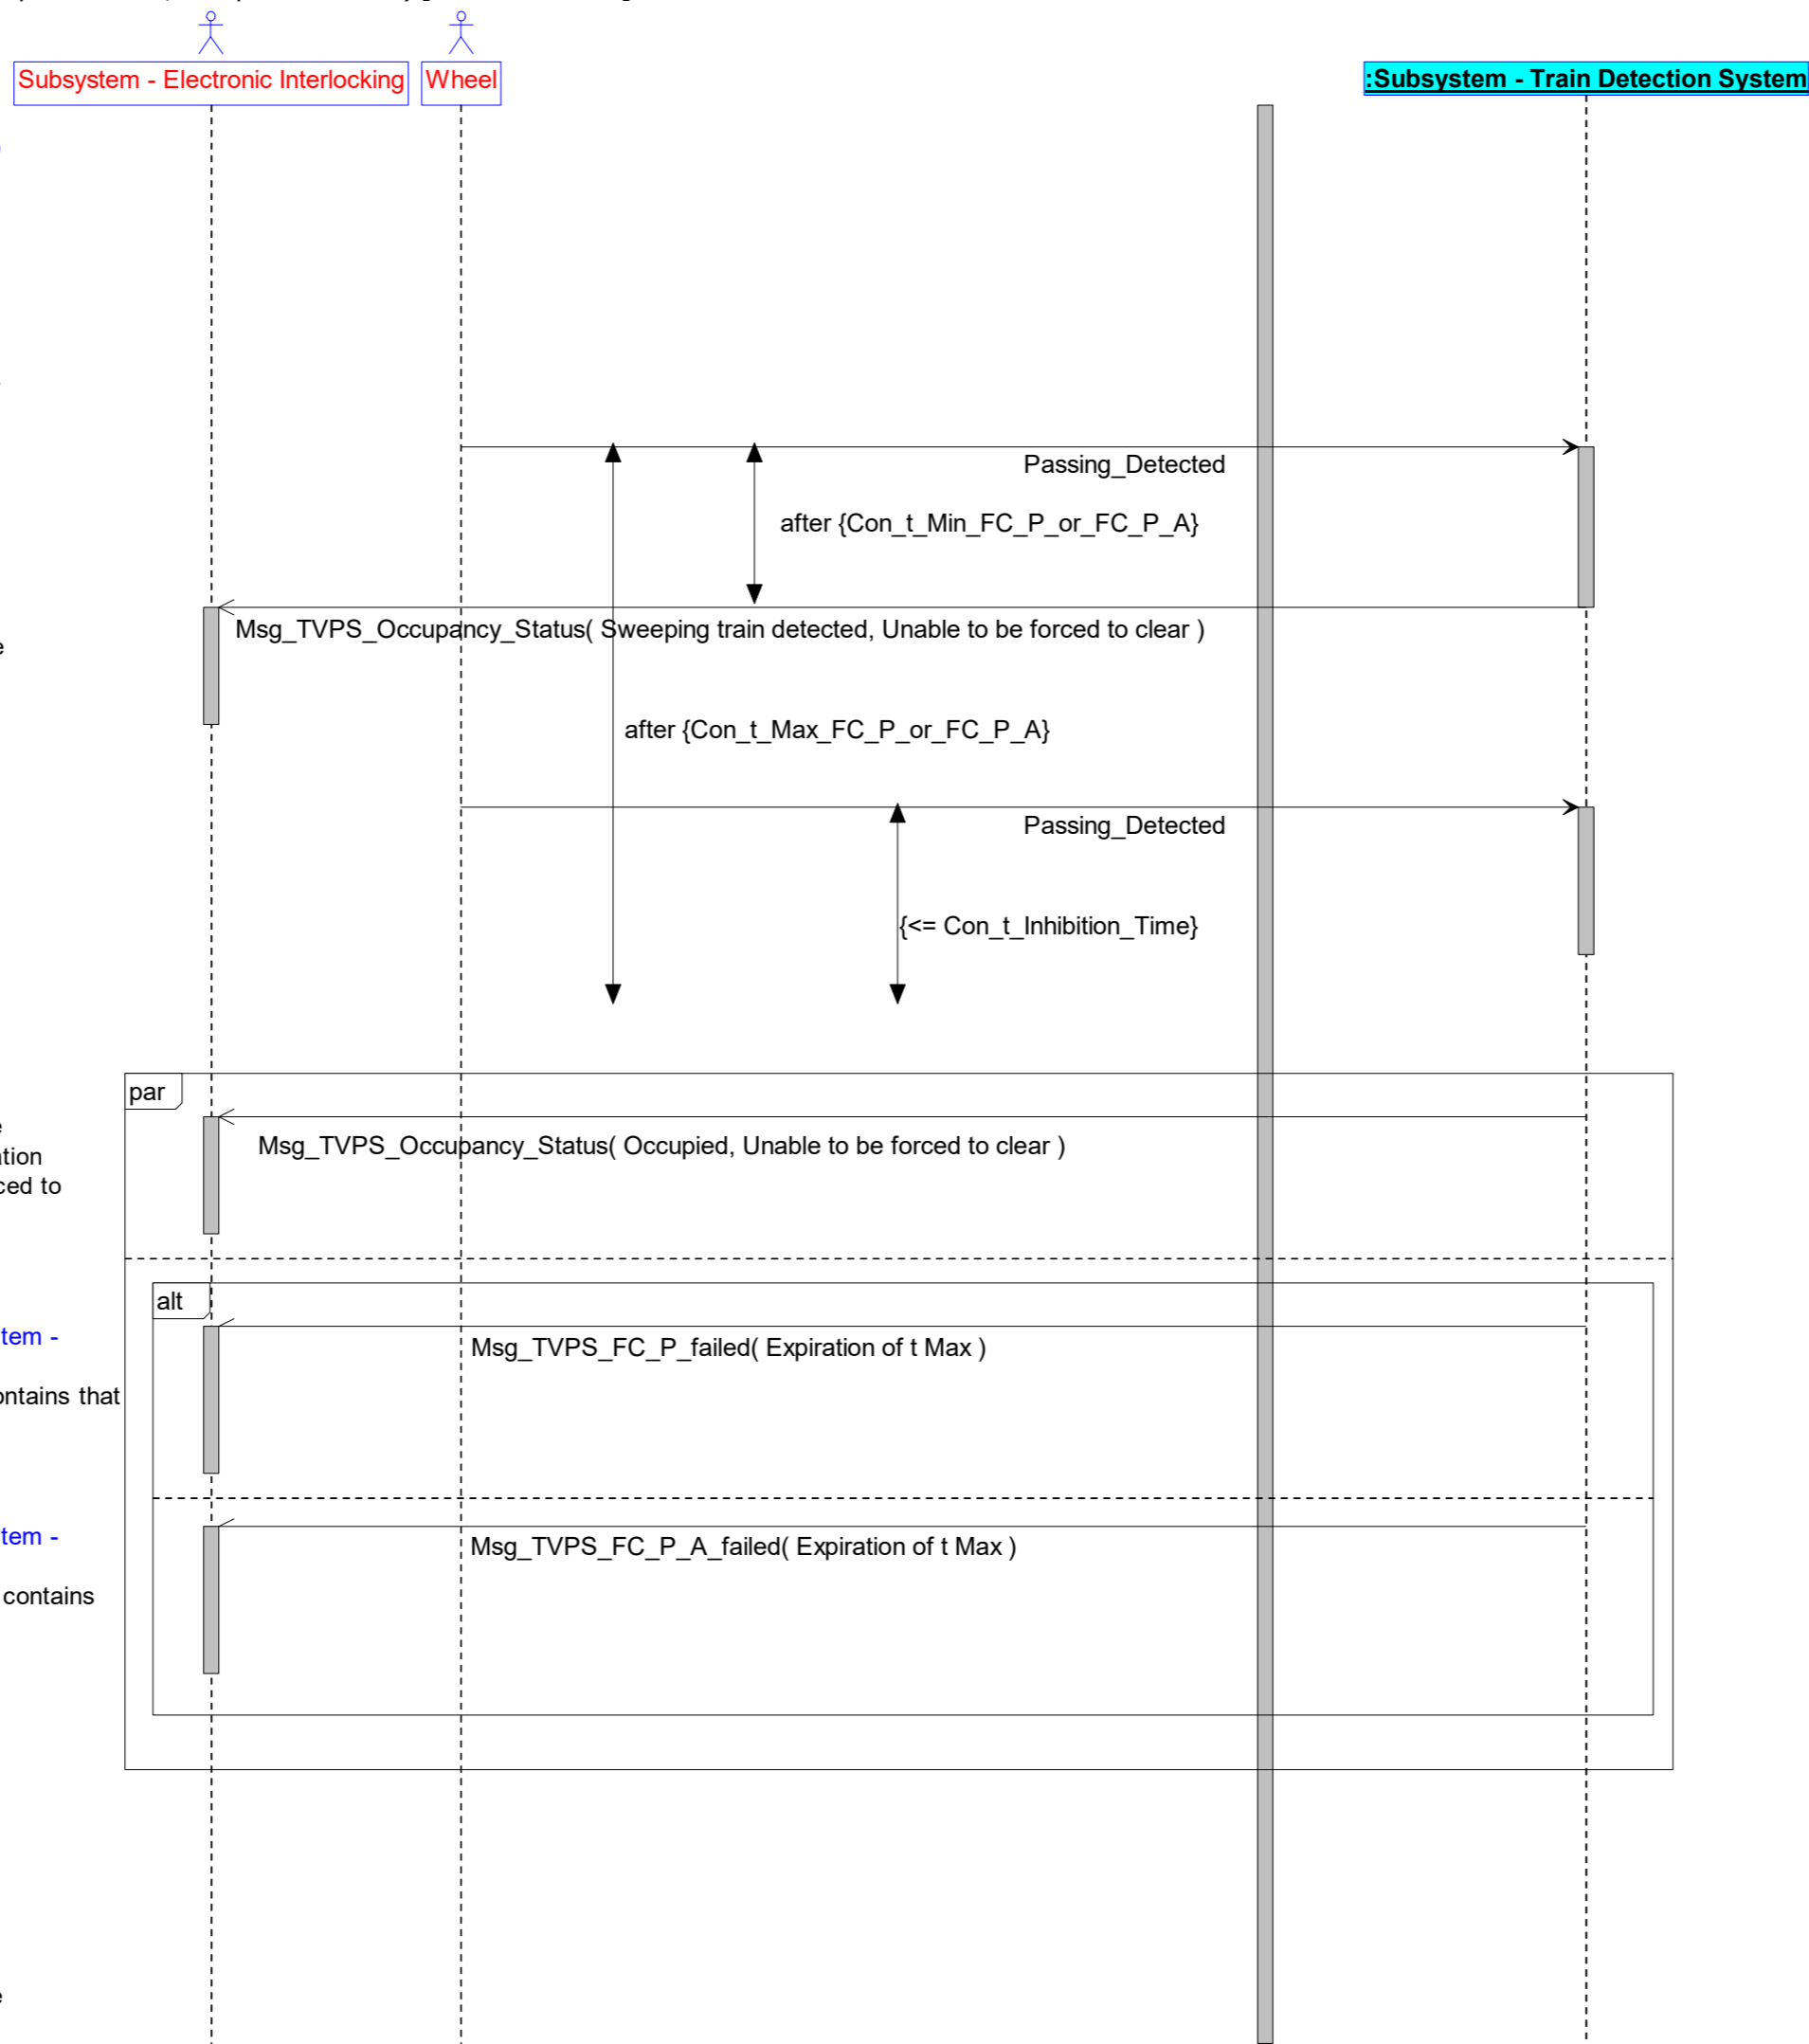 Subsystem - Electronic Interlocking
Wheel
:Subsystem - Train Detection System
Passing_Detected
after {Con_t_Min_FC_P_or_FC_P_A}
Msg_TVPS_Occupancy_Status( Sweeping train detected, Unable to be forced to clear )
after {Con_t_Max_FC_P_or_FC_P_A}
Passing_Detected
{<= Con_t_Inhibition_Time}
par
Msg_TVPS_Occupancy_Status( Occupied, Unable to be forced to clear )
ation
ced to
alt
tem -
Msg_TVPS_FC_P_failed( Expiration of t Max )
ontains that
tem -
Msg_TVPS_FC_P_A_failed( Expiration of t Max )
contains